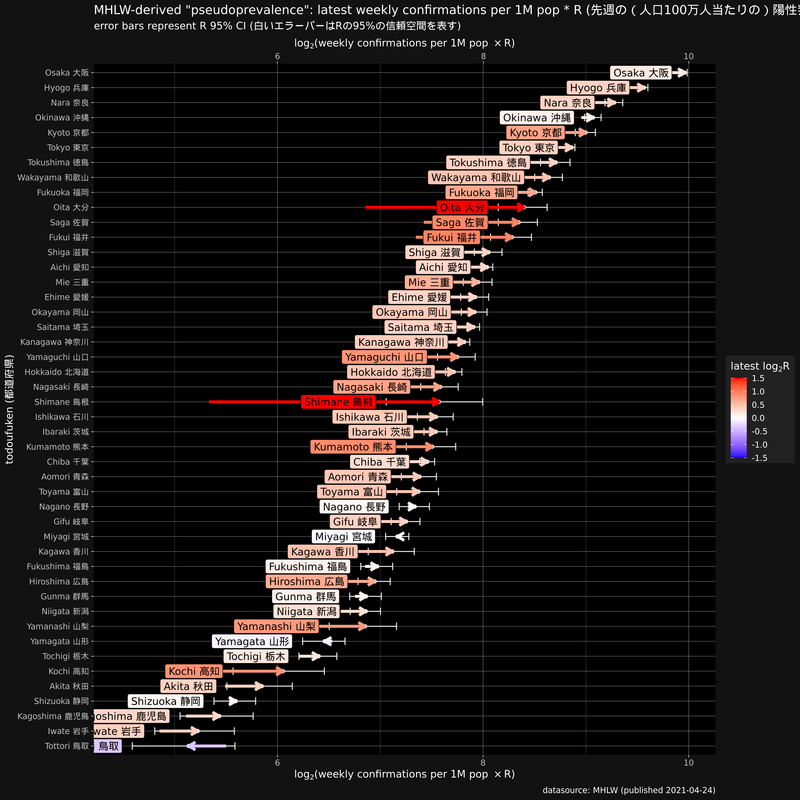 MHLW-derived "pseudoprevalence": latest weekly confirmations per 1M pop * R (先週の ( 人口100万人当たりの ) 陽性
error bars represent R 95% CI (白いエラーバーはRの95%の信頼空間を表す)
log2(weekly confirmations per 1M pop × R)
6 8 10
Osaka 大阪 Osaka 大阪
Hyogo 兵庫 Hyogo 兵庫
Nara 奈良 Nara 奈良
Okinawa 沖縄 Okinawa 沖縄
Kyoto 京都 Kyoto 京都
Tokyo 東京 Tokyo 東京
Tokushima 徳島 Tokushima 徳島
Wakayama 和歌山 Wakayama 和歌山
Fukuoka 福岡 Fukuoka 福岡
Oita 大分 Oita 大分
Saga 佐賀 Saga 佐賀
Fukui 福井 Fukui 福井
Shiga 滋賀 Shiga 滋賀
Aichi 愛知 Aichi 愛知
Mie 三重 Mie 三重
Ehime 愛媛 Ehime 愛媛
Okayama 岡山 Okayama 岡山
Saitama 埼玉 Saitama 埼玉
Kanagawa 神奈川 Kanagawa 神奈川
Yamaguchi 山口 Yamaguchi 山口
Hokkaido 北海道 Hokkaido 北海道
Nagasaki 長崎 Nagasaki 長崎
Shimane 島根 Shimane 島根
Ishikawa 石川 Ishikawa 石川
Ibaraki 茨城 Ibaraki 茨城
Kumamoto 熊本 Kumamoto 熊本
Chiba 千葉 Chiba 千葉
Aomori 青森 Aomori 青森
Toyama 富山 Toyama 富山
Nagano 長野 Nagano 長野
Gifu 岐阜 Gifu 岐阜
Miyagi 宮城 Miyagi 宮城
Kagawa 香川 Kagawa 香川
Fukushima 福島 Fukushima 福島
Hiroshima 広島 Hiroshima 広島
Gunma 群馬 Gunma 群馬
Niigata 新潟 Niigata 新潟
Yamanashi 山梨 Yamanashi 山梨
Yamagata 山形 Yamagata 山形
Tochigi 栃木 Tochigi 栃木
Kochi 高知 Kochi 高知
Akita 秋田 Akita 秋田
Shizuoka 静岡 Shizuoka 静岡
Kagoshima 鹿児島 oshima 鹿児島
Iwate 岩手 wate 岩手
Tottori 鳥取 鳥取
6 8 10
log2(weekly confirmations per 1M pop × R)
todoufuken (都道府県)
latest log2R
1.5
1.0
0.5
0.0
-0.5
-1.0
-1.5
datasource: MHLW (published 2021-04-24)